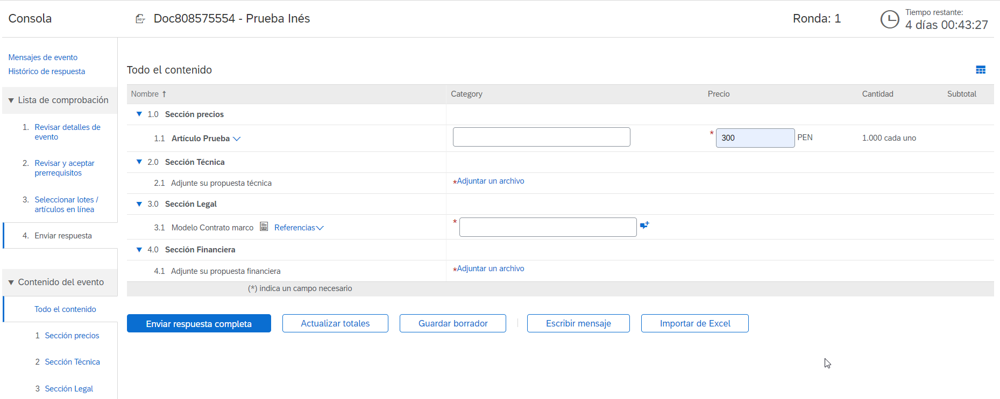 Consola
Doc808575554 - Prueba Inés
Ronda: 1
Tiempo restante:
4 días 00:43:27
Mensajes de evento
Histórico de respuesta
▼ Lista de comprobación
1. Revisar detalles de
evento
2. Revisar y aceptar
prerrequisitos
3. Seleccionar lotes /
artículos en línea
4. Enviar respuesta
▼ Contenido del evento
Todo el contenido
1 Sección precios
2 Sección Técnica
3 Sección Legal
Todo el contenido
Nombre ↑ Category Precio Cantidad Subtotal
▼ 1.0 Sección precios
1.1 Artículo Prueba * 300 PEN 1.000 cada uno
▼ 2.0 Sección Técnica
2.1 Adjunte su propuesta técnica *Adjuntar un archivo
▼ 3.0 Sección Legal
3.1 Modelo Contrato marco Referencias *
▼ 4.0 Sección Financiera
4.1 Adjunte su propuesta financiera *Adjuntar un archivo
(*) indica un campo necesario
Enviar respuesta completa
Actualizar totales
Guardar borrador
Escribir mensaje
Importar de Excel